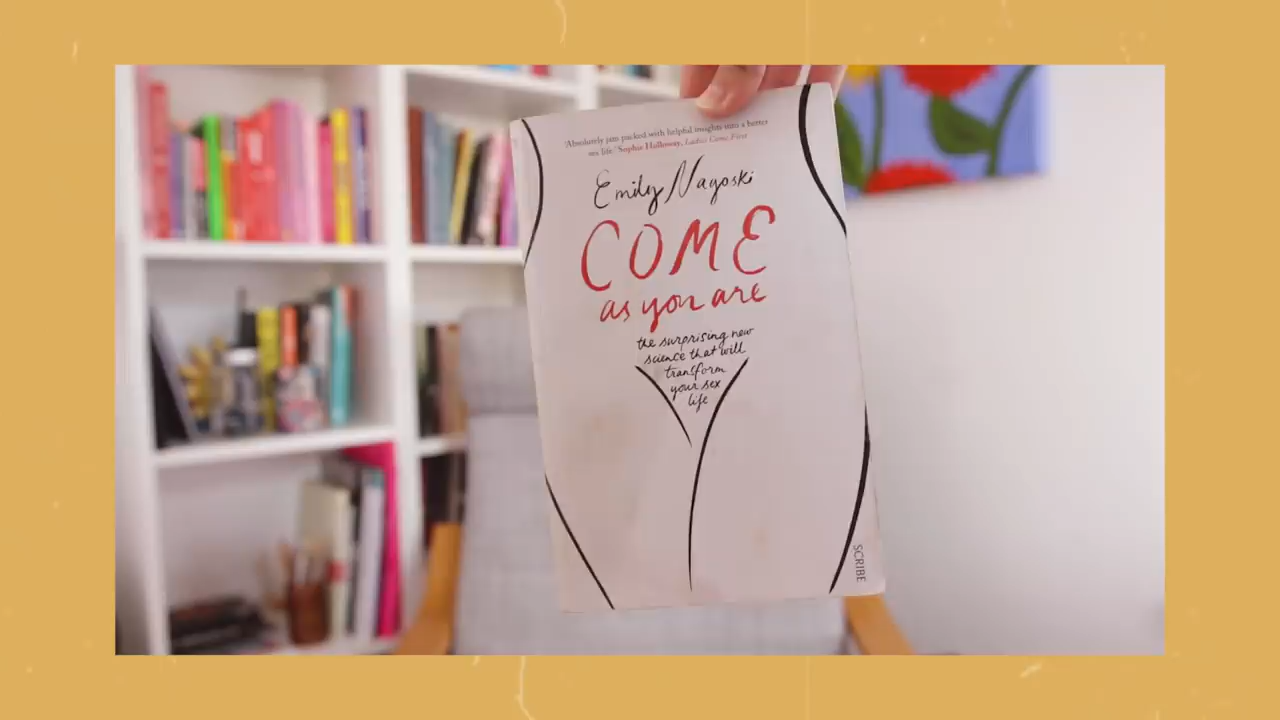 'Absolutely jam packed with helpful insights into a better
sex life.' Sophie Holloway, Ladies Come First
Emily Nagoski
COME
as you are
the surprising new
science that will
transform
your sex
life
SCRIBE